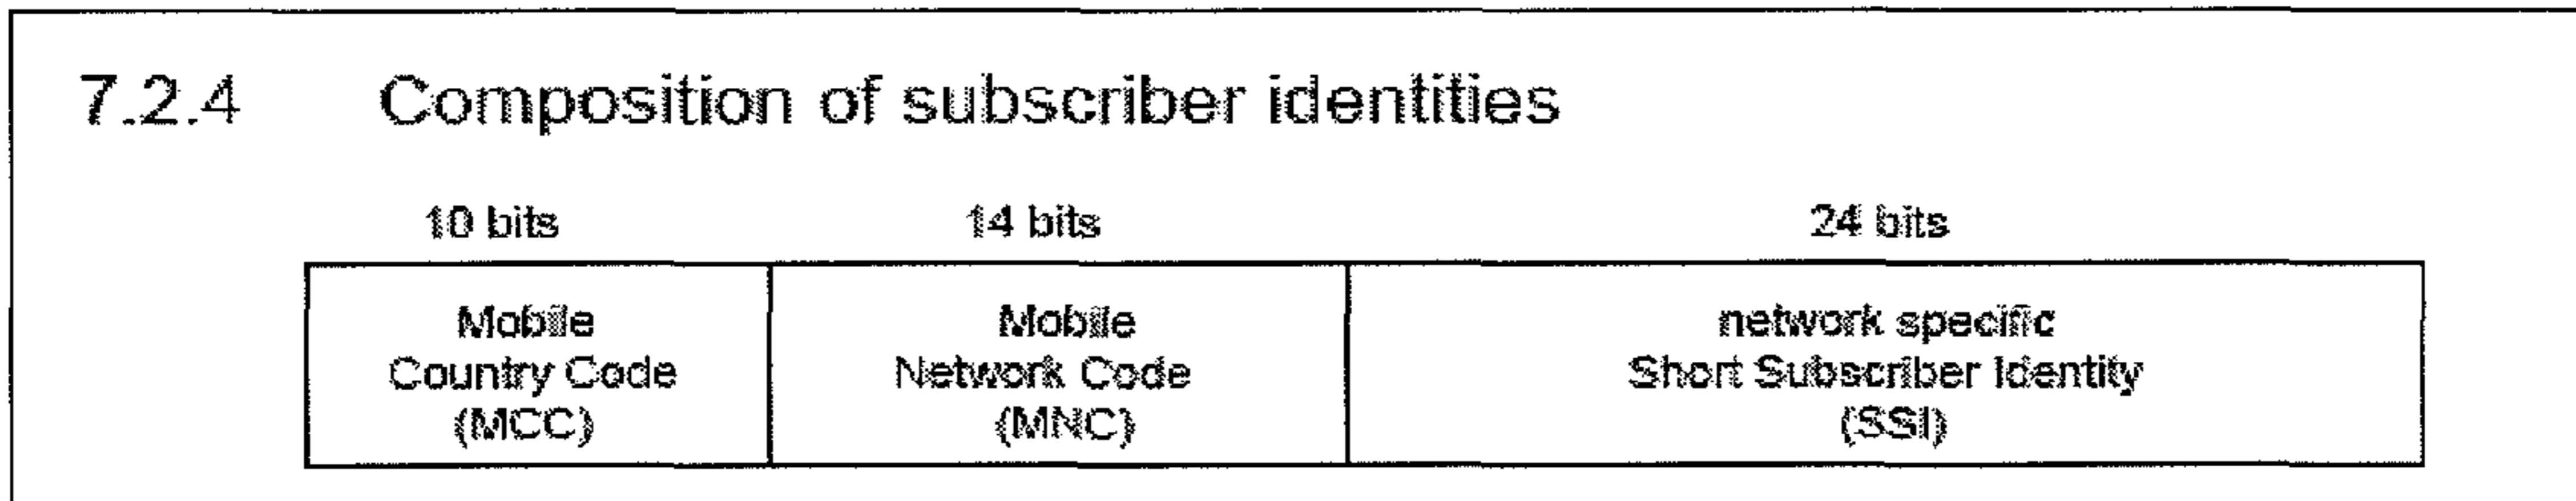 7.2.4 Composition of subscriber identities
10 bits 14 bits 24 bits
Mobile
Country Code
(MCC)
Mobile
Network Code
(MNC)
network specific
Short Subscriber Identity
(SSI)